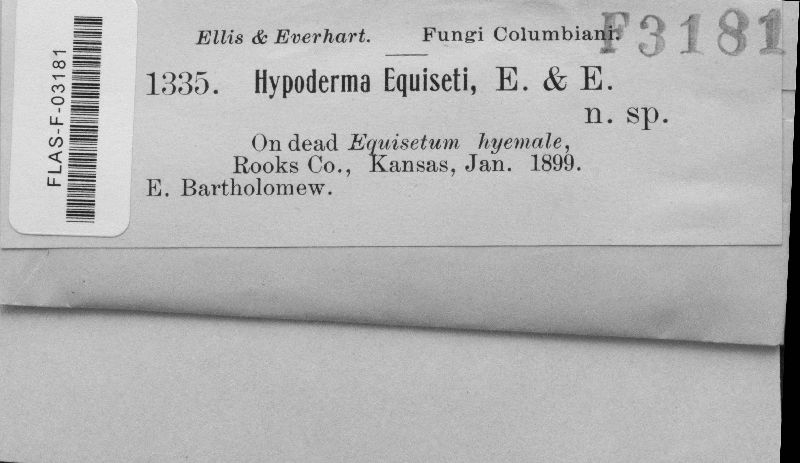 Ellis & Everhart. Fungi Columbiani.
F3181
1335. Hypoderma Equiseti, E. & E.
n. sp.
On dead Equisetum hyemale,
Rooks Co., Kansas, Jan. 1899.
E. Bartholomew.
FLAS-F-03181